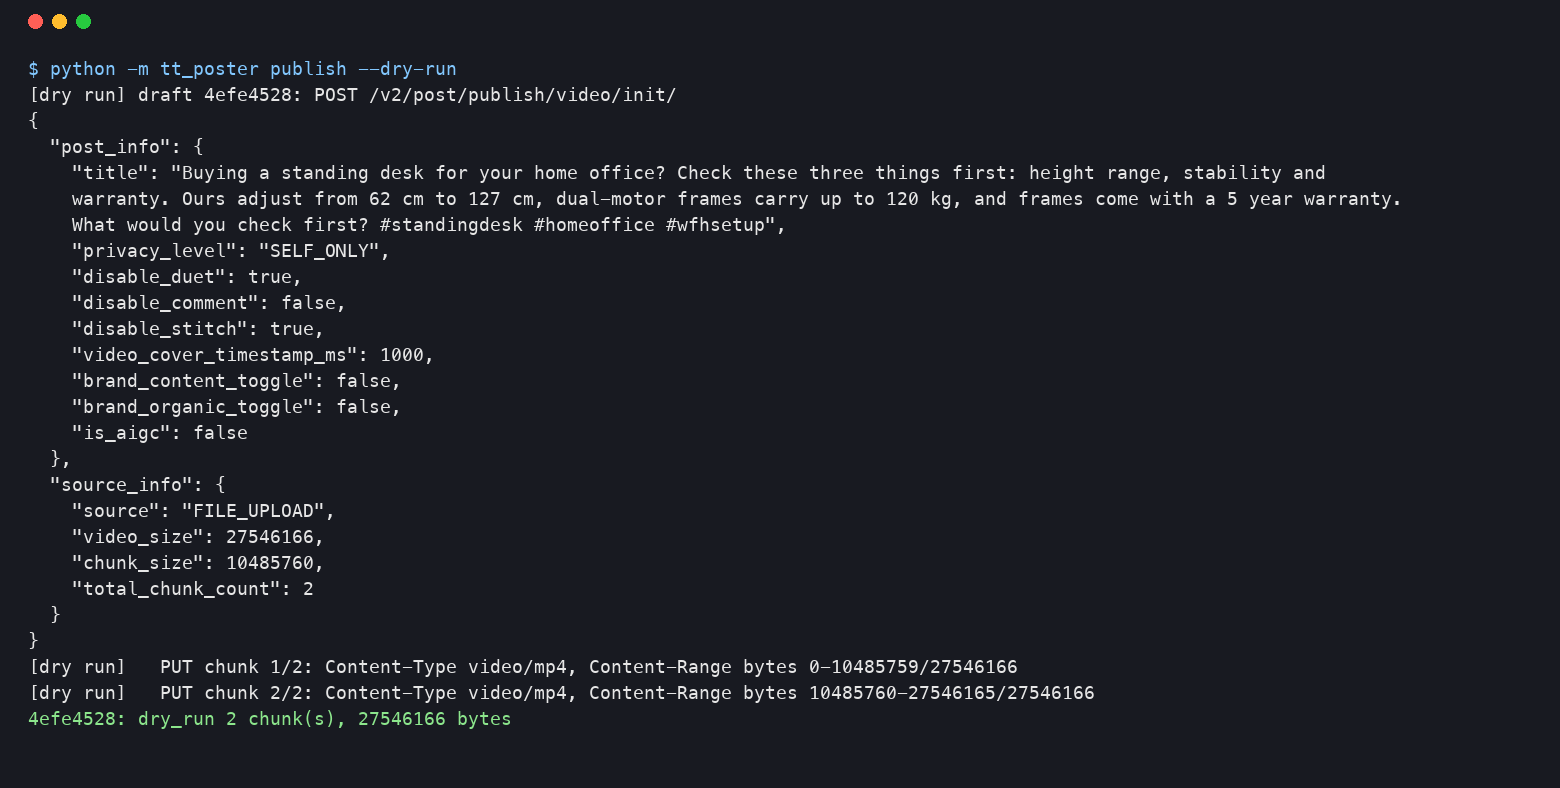 $ python -m tt_poster publish --dry-run
[dry run] draft 4efe4528: POST /v2/post/publish/video/init/
{
  "post_info": {
    "title": "Buying a standing desk for your home office? Check these three things first: height range, stability and
    warranty. Ours adjust from 62 cm to 127 cm, dual-motor frames carry up to 120 kg, and frames come with a 5 year warranty.
    What would you check first? #standingdesk #homeoffice #wfhsetup",
    "privacy_level": "SELF_ONLY",
    "disable_duet": true,
    "disable_comment": false,
    "disable_stitch": true,
    "video_cover_timestamp_ms": 1000,
    "brand_content_toggle": false,
    "brand_organic_toggle": false,
    "is_aigc": false
  },
  "source_info": {
    "source": "FILE_UPLOAD",
    "video_size": 27546166,
    "chunk_size": 10485760,
    "total_chunk_count": 2
  }
}
[dry run]   PUT chunk 1/2: Content-Type video/mp4, Content-Range bytes 0-10485759/27546166
[dry run]   PUT chunk 2/2: Content-Type video/mp4, Content-Range bytes 10485760-27546165/27546166
4efe4528: dry_run 2 chunk(s), 27546166 bytes